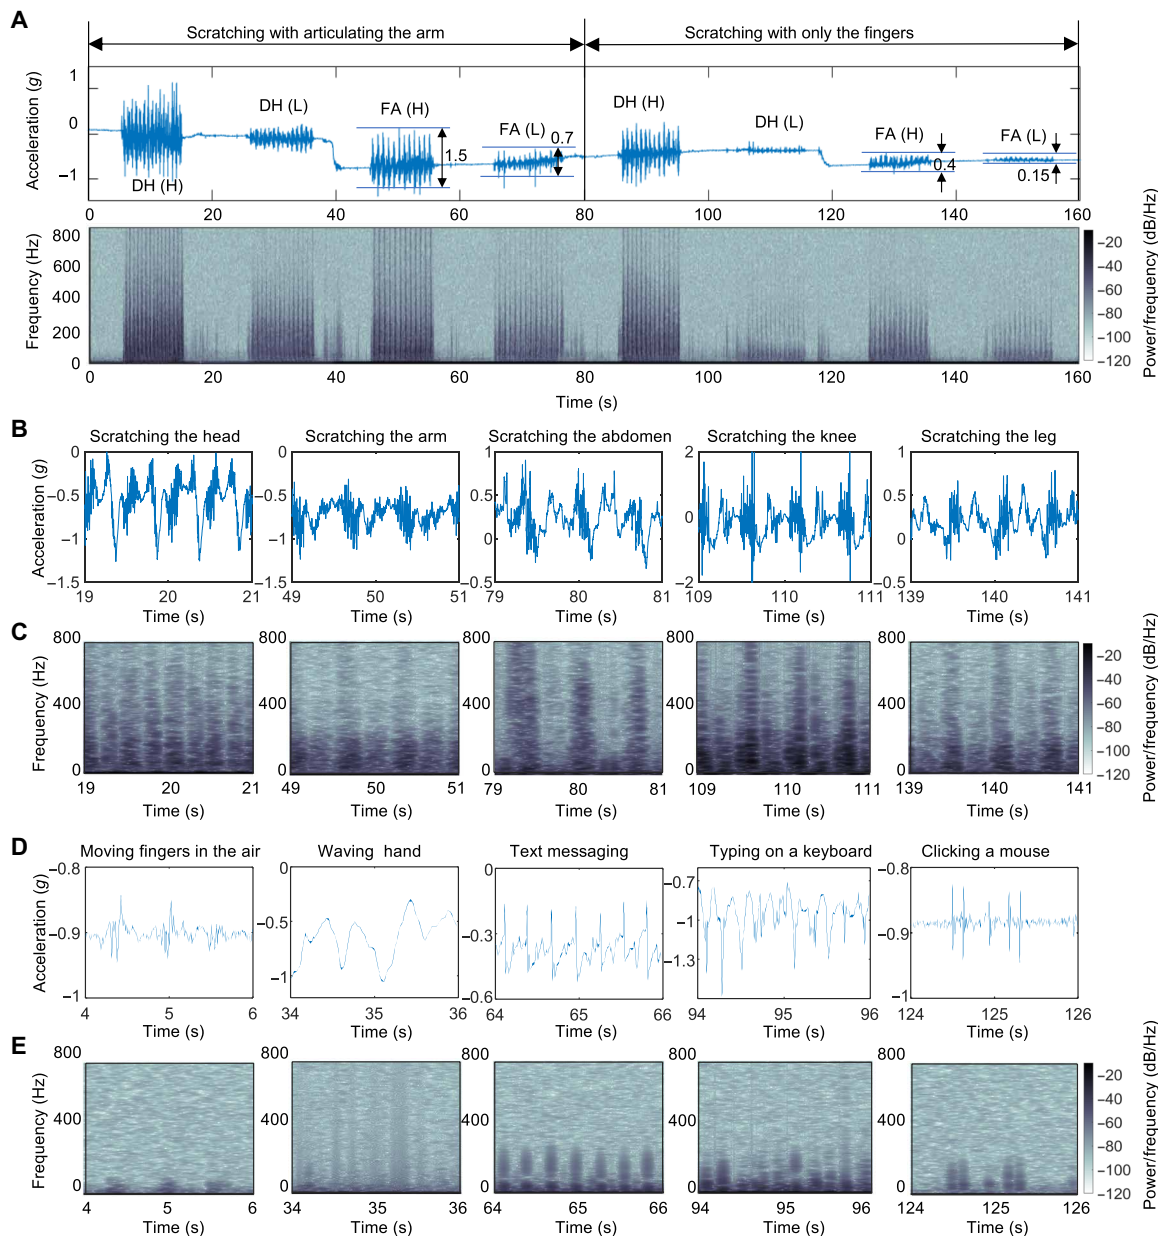 A
Scratching with articulating the arm
Scratching with only the fingers
Acceleration (g)
1
0
−1
DH (H)
DH (L)
FA (H)
1.5
FA (L)
0.7
DH (H)
DH (L)
FA (H)
0.4
FA (L)
0.15
0 20 40 60 80 100 120 140 160
Frequency (Hz)
800
600
400
200
0
0 20 40 60 80 100 120 140 160
Time (s)
Power/frequency (dB/Hz)
−20
−40
−60
−80
−100
−120
B
Scratching the head
Scratching the arm
Scratching the abdomen
Scratching the knee
Scratching the leg
Acceleration (g)
0
−0.5
−1
−1.5
19 20 21
Time (s)
0
−0.5
−1
−1.5
49 50 51
Time (s)
1
0.5
0
−0.5
79 80 81
Time (s)
2
0
−2
109 110 111
Time (s)
1
0.5
0
−0.5
139 140 141
Time (s)
C
Frequency (Hz)
800
400
0
19 20 21
Time (s)
800
400
0
49 50 51
Time (s)
800
400
0
79 80 81
Time (s)
800
400
0
109 110 111
Time (s)
800
400
0
139 140 141
Time (s)
Power/frequency (dB/Hz)
−20
−40
−60
−80
−100
−120
D
Moving fingers in the air
Waving hand
Text messaging
Typing on a keyboard
Clicking a mouse
Acceleration (g)
−0.8
−0.9
−1
4 5 6
Time (s)
0
−0.5
−1
34 35 36
Time (s)
0
−0.3
−0.6
64 65 66
Time (s)
−0.7
−1
−1.3
94 95 96
Time (s)
−0.8
−0.9
−1
124 125 126
Time (s)
E
Frequency (Hz)
800
400
0
4 5 6
Time (s)
800
400
0
34 35 36
Time (s)
800
400
0
64 65 66
Time (s)
800
400
0
94 95 96
Time (s)
800
400
0
124 125 126
Time (s)
Power/frequency (dB/Hz)
−20
−40
−60
−80
−100
−120